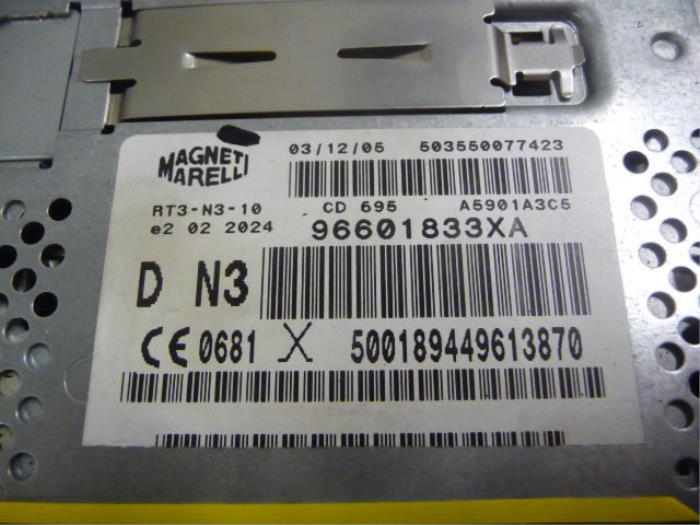 MAGNETI MARELLI
03/12/05 503550077423
RT3-N3-10 CD 695 A5901A3C5
e2 02 2024 96601833XA
D N3
CE 0681 X 500189449613870